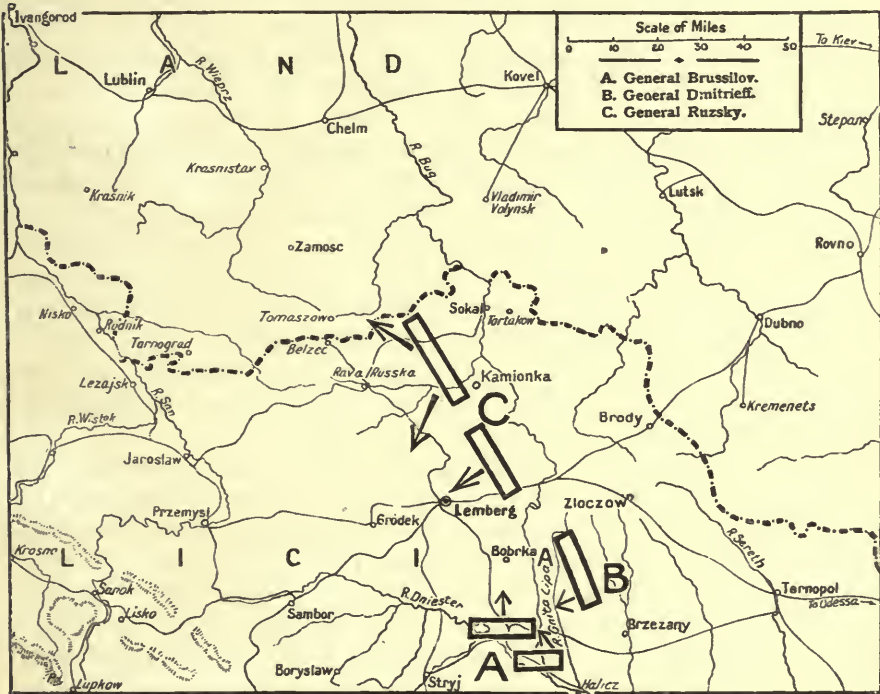 Ivangorod
L A N D
Scale of Miles
0 10 20 30 40 50
A. General Brussilov.
B. General Dmitrieff.
C. General Ruzsky.
To Kiev
R. Wieprz
Lublin
Kovel
Chelm
Stepan
R. Bug
Krasnistav
Krasnik
Vladimir
Volynsk
Lutsk
Zamosc
Rovno
Nisko
Rudnik
Tomaszow
Sokal
Tartakow
Dubno
Tarnograd
Belzec
Lezajsk
Rava/Russka
Kamionka
R. San
C
Brody
Kremenets
R. Wistok
Jaroslaw
Przemysl
Grodek
Lemberg
Zloczow
R. Sereth
L I C I A
Krosno
Bobrka
B
Sanok
Lisko
Sambor
R. Dniester
R. Gnita Lipa
Tarnopol
To Odessa
Brzezany
Boryslaw
Stryj
A
Halicz
Lupkow